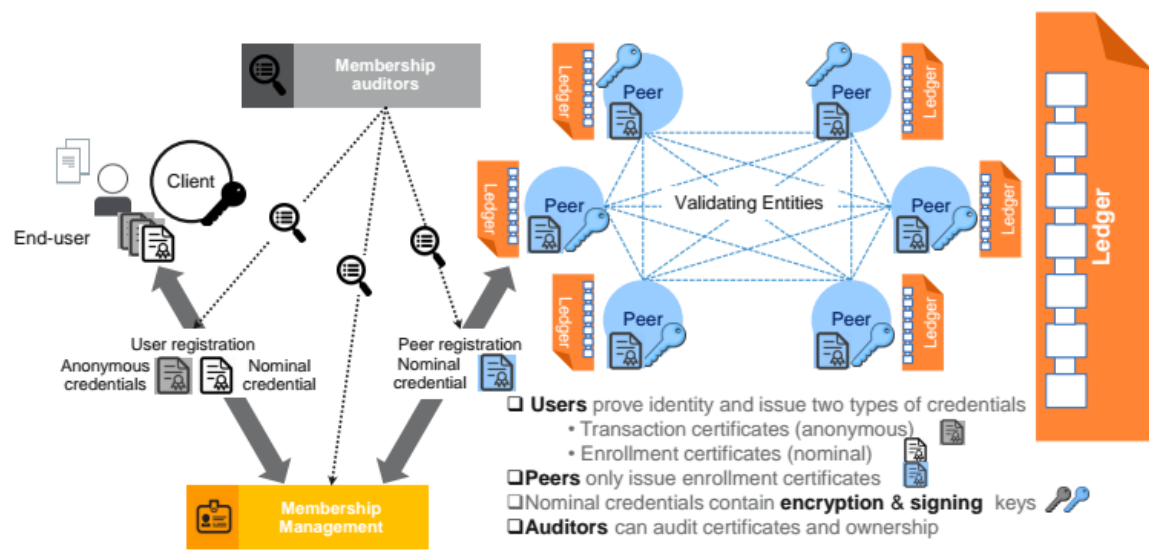 Membership
auditors
Client
End-user
User registration
Anonymous
credentials
Nominal
credential
Peer registration
Nominal
credential
Membership
Management
Ledger
Peer
Peer
Ledger
Ledger
Peer
Validating Entities
Peer
Ledger
Ledger
Peer
Peer
Ledger
Ledger
❑ Users prove identity and issue two types of credentials
• Transaction certificates (anonymous)
• Enrollment certificates (nominal)
❑Peers only issue enrollment certificates
❑Nominal credentials contain encryption & signing keys
❑Auditors can audit certificates and ownership